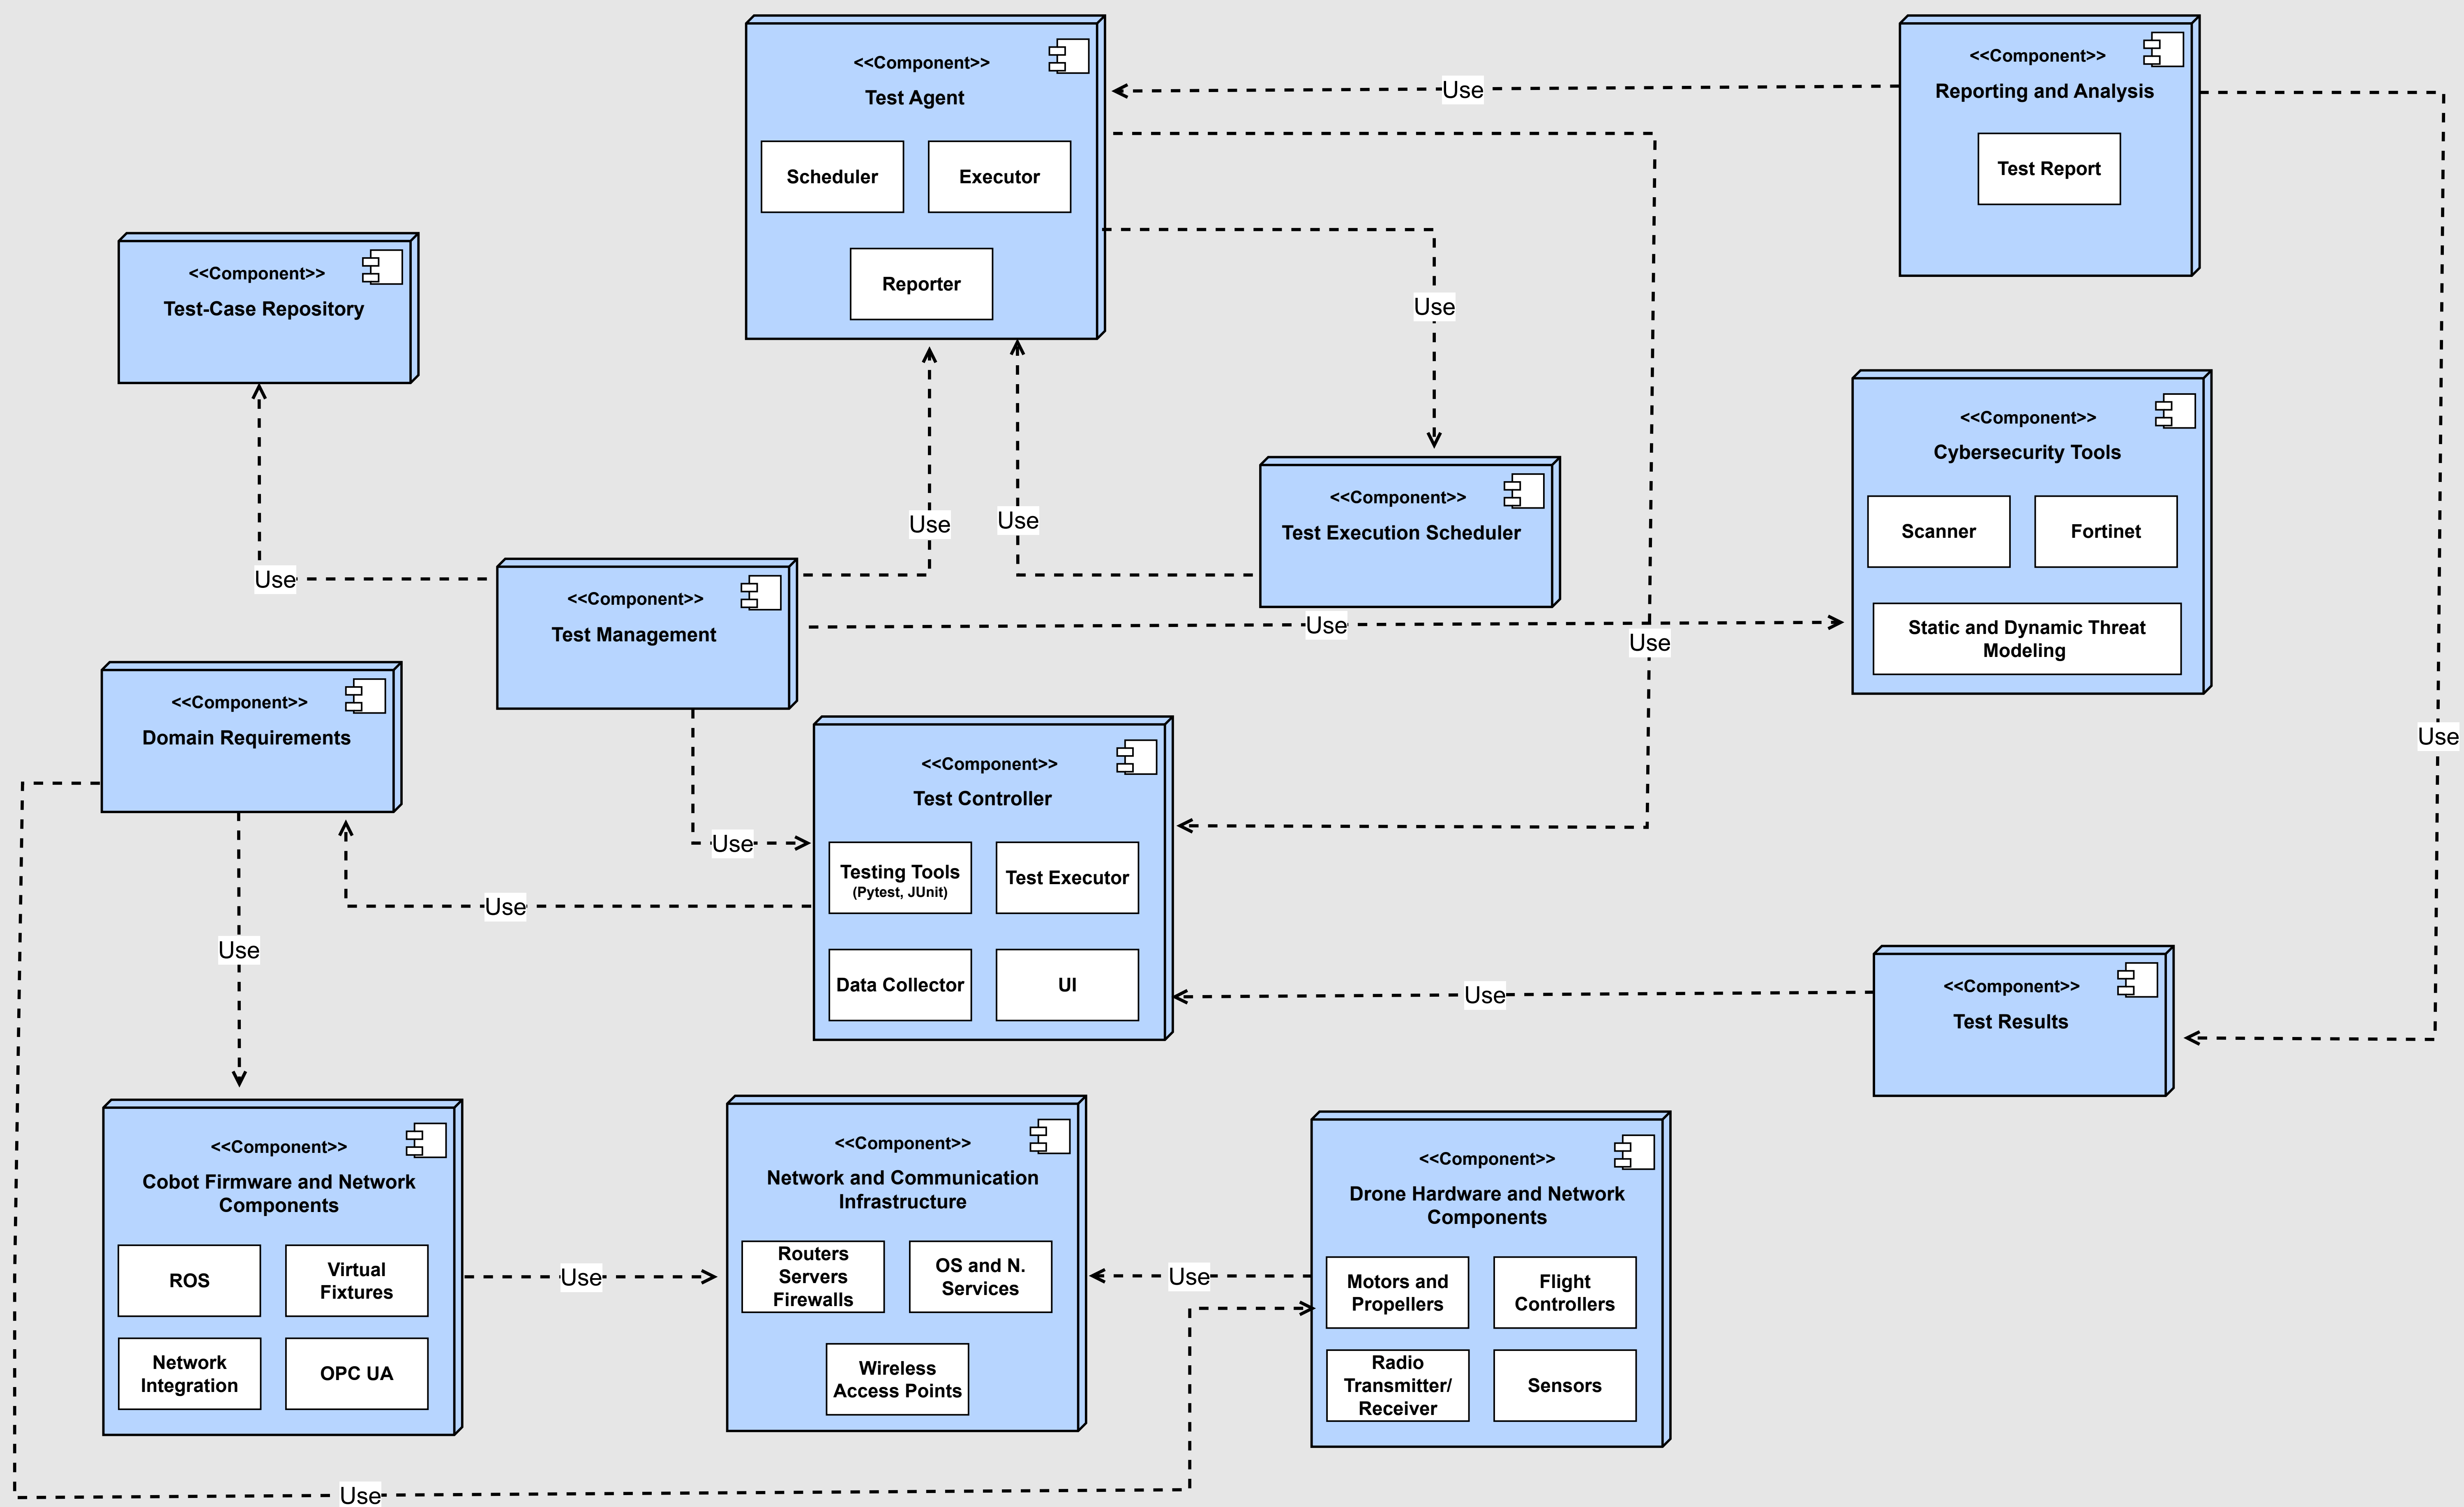 <<Component>>
Test Agent
Scheduler
Executor
Reporter
<<Component>>
Reporting and Analysis
Test Report
Use
<<Component>>
Test-Case Repository
Use
<<Component>>
Cybersecurity Tools
Scanner
Fortinet
Static and Dynamic Threat
Modeling
<<Component>>
Test Execution Scheduler
Use
Use
Use
<<Component>>
Test Management
Use
Use
Use
<<Component>>
Domain Requirements
<<Component>>
Test Controller
Testing Tools
(Pytest, JUnit)
Test Executor
Data Collector
UI
Use
Use
Use
Use
Use
<<Component>>
Test Results
<<Component>>
Cobot Firmware and Network
Components
ROS
Virtual
Fixtures
Network
Integration
OPC UA
Use
<<Component>>
Network and Communication
Infrastructure
Routers
Servers
Firewalls
OS and N.
Services
Wireless
Access Points
Use
<<Component>>
Drone Hardware and Network
Components
Motors and
Propellers
Flight
Controllers
Radio
Transmitter/
Receiver
Sensors
Use